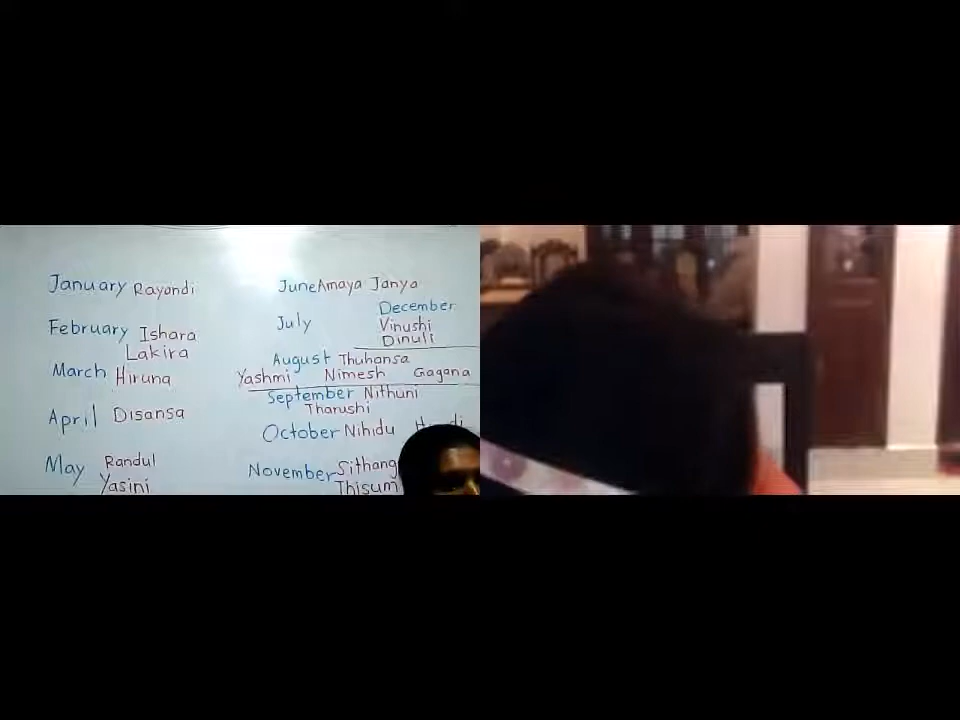 January Rayondi
February Ishara
Lakira
March Hiruna
April Disansa
May Randul
Yasini
June Amaya Janya
December
July Vinushi
Dinuli
August Thuhansa
Yashmi Nimesh Gagana
September Nithuni
Tharushi
October Nihidu
November
Thisum